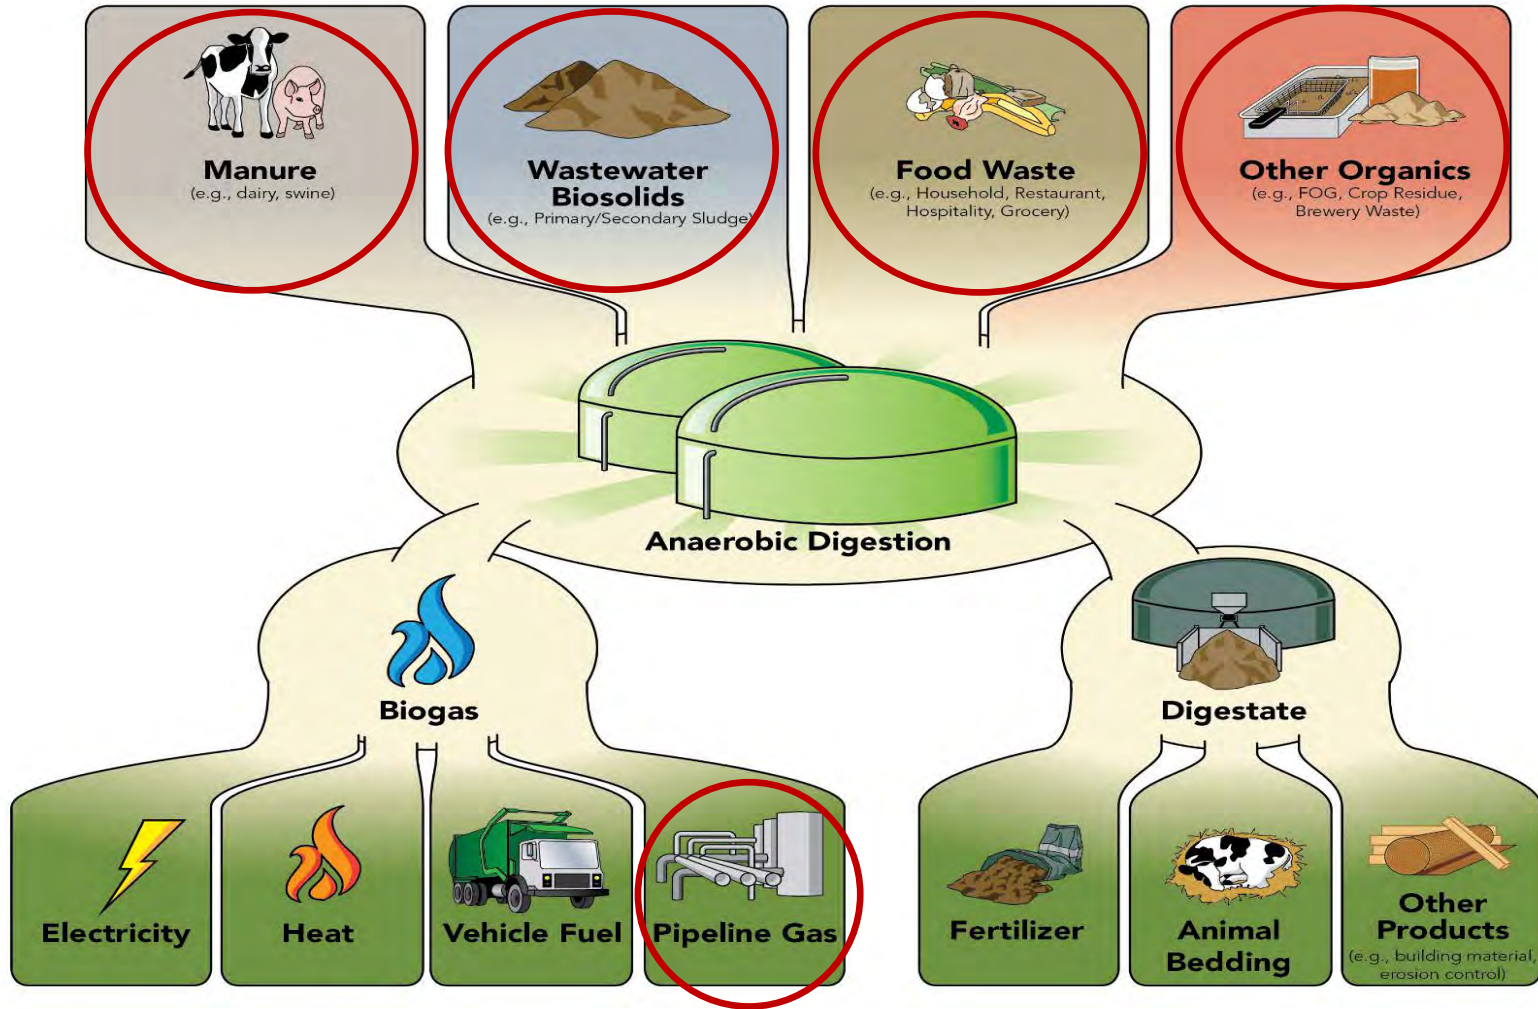 Manure
(e.g., dairy, swine)
Wastewater
Biosolids
(e.g., Primary/Secondary Sludge)
Food Waste
(e.g., Household, Restaurant,
Hospitality, Grocery)
Other Organics
(e.g., FOG, Crop Residue,
Brewery Waste)
Anaerobic Digestion
Biogas
Digestate
Electricity
Heat
Vehicle Fuel
Pipeline Gas
Fertilizer
Animal
Bedding
Other
Products
(e.g., building material,
erosion control)